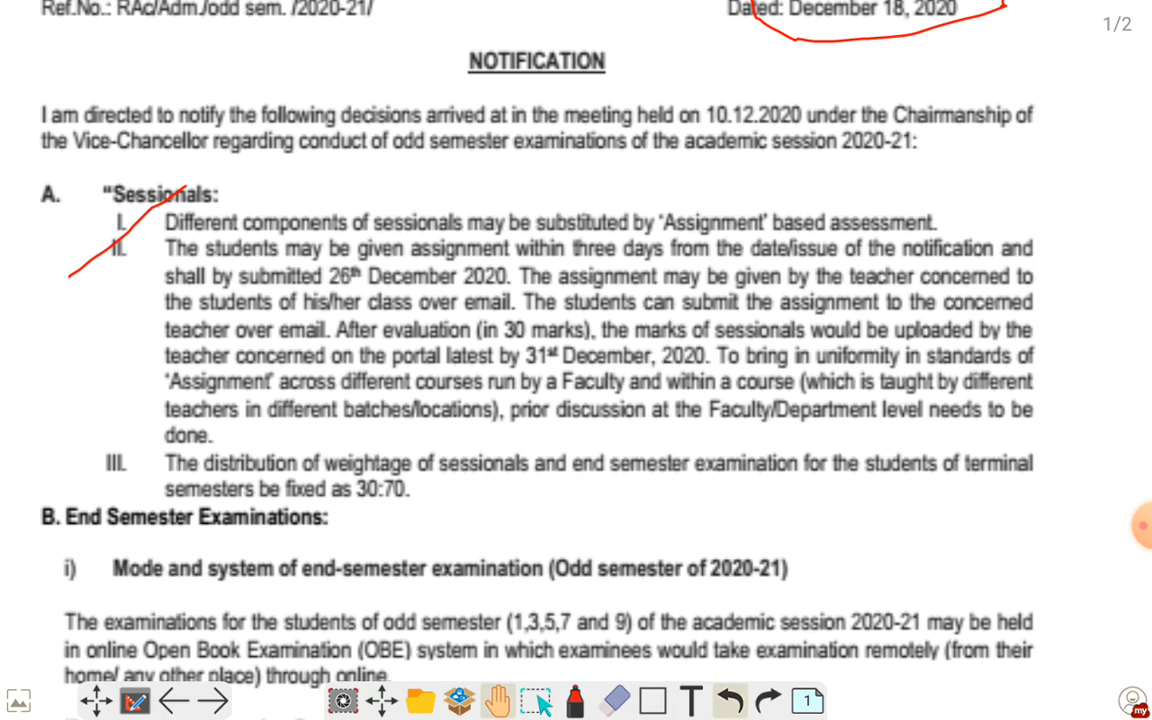 Ref.No.: RAc/Adm./odd sem. /2020-21/ Dated: December 18, 2020
1/2
NOTIFICATION
I am directed to notify the following decisions arrived at in the meeting held on 10.12.2020 under the Chairmanship of
the Vice-Chancellor regarding conduct of odd semester examinations of the academic session 2020-21:
A. "Sessionals:
I. Different components of sessionals may be substituted by 'Assignment' based assessment.
II. The students may be given assignment within three days from the date/issue of the notification and
shall by submitted 26th December 2020. The assignment may be given by the teacher concerned to
the students of his/her class over email. The students can submit the assignment to the concerned
teacher over email. After evaluation (in 30 marks), the marks of sessionals would be uploaded by the
teacher concerned on the portal latest by 31st December, 2020. To bring in uniformity in standards of
'Assignment' across different courses run by a Faculty and within a course (which is taught by different
teachers in different batches/locations), prior discussion at the Faculty/Department level needs to be
done.
III. The distribution of weightage of sessionals and end semester examination for the students of terminal
semesters be fixed as 30:70.
B. End Semester Examinations:
i) Mode and system of end-semester examination (Odd semester of 2020-21)
The examinations for the students of odd semester (1,3,5,7 and 9) of the academic session 2020-21 may be held
in online Open Book Examination (OBE) system in which examinees would take examination remotely (from their
home/ any other place) through online.
T
1
my